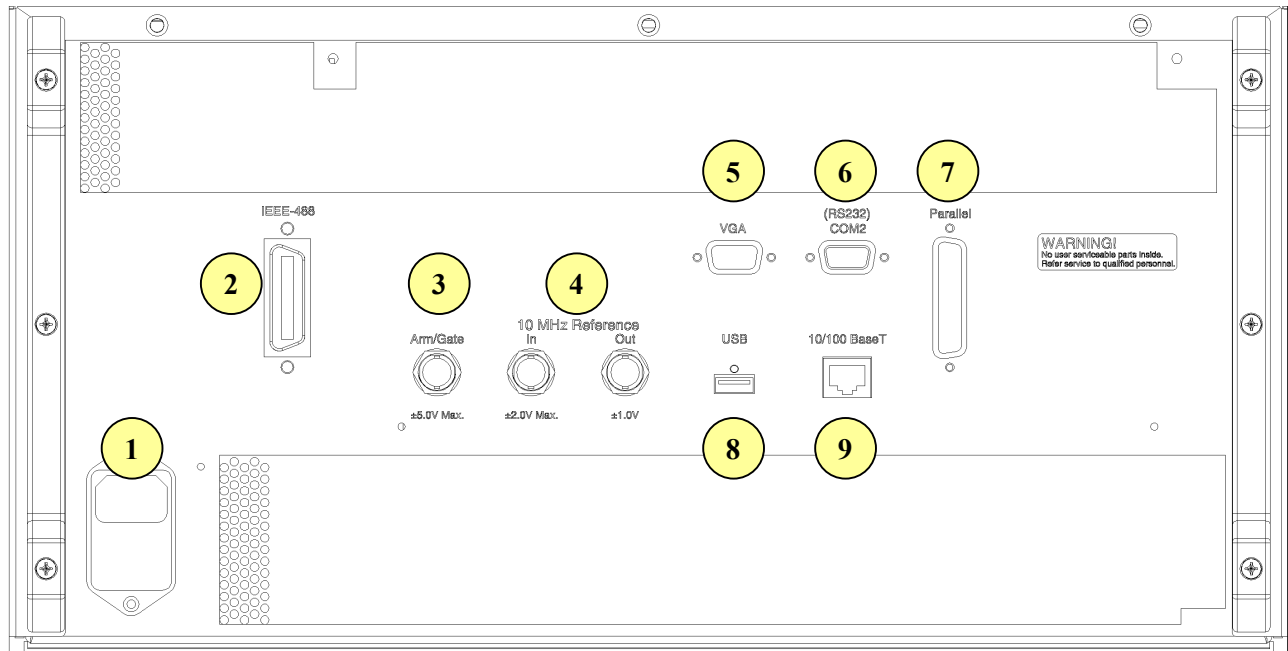 5
6
7
IEEE-488
(RS232)
Parallel
VGA
COM2
WARNING!
No user serviceable parts inside.
Refer service to qualified personnel.
2
3
4
10 MHz Reference
Arm/Gate
In
Out
USB
10/100 BaseT
±5.0V Max.
±2.0V Max.
±1.0V
1
8
9